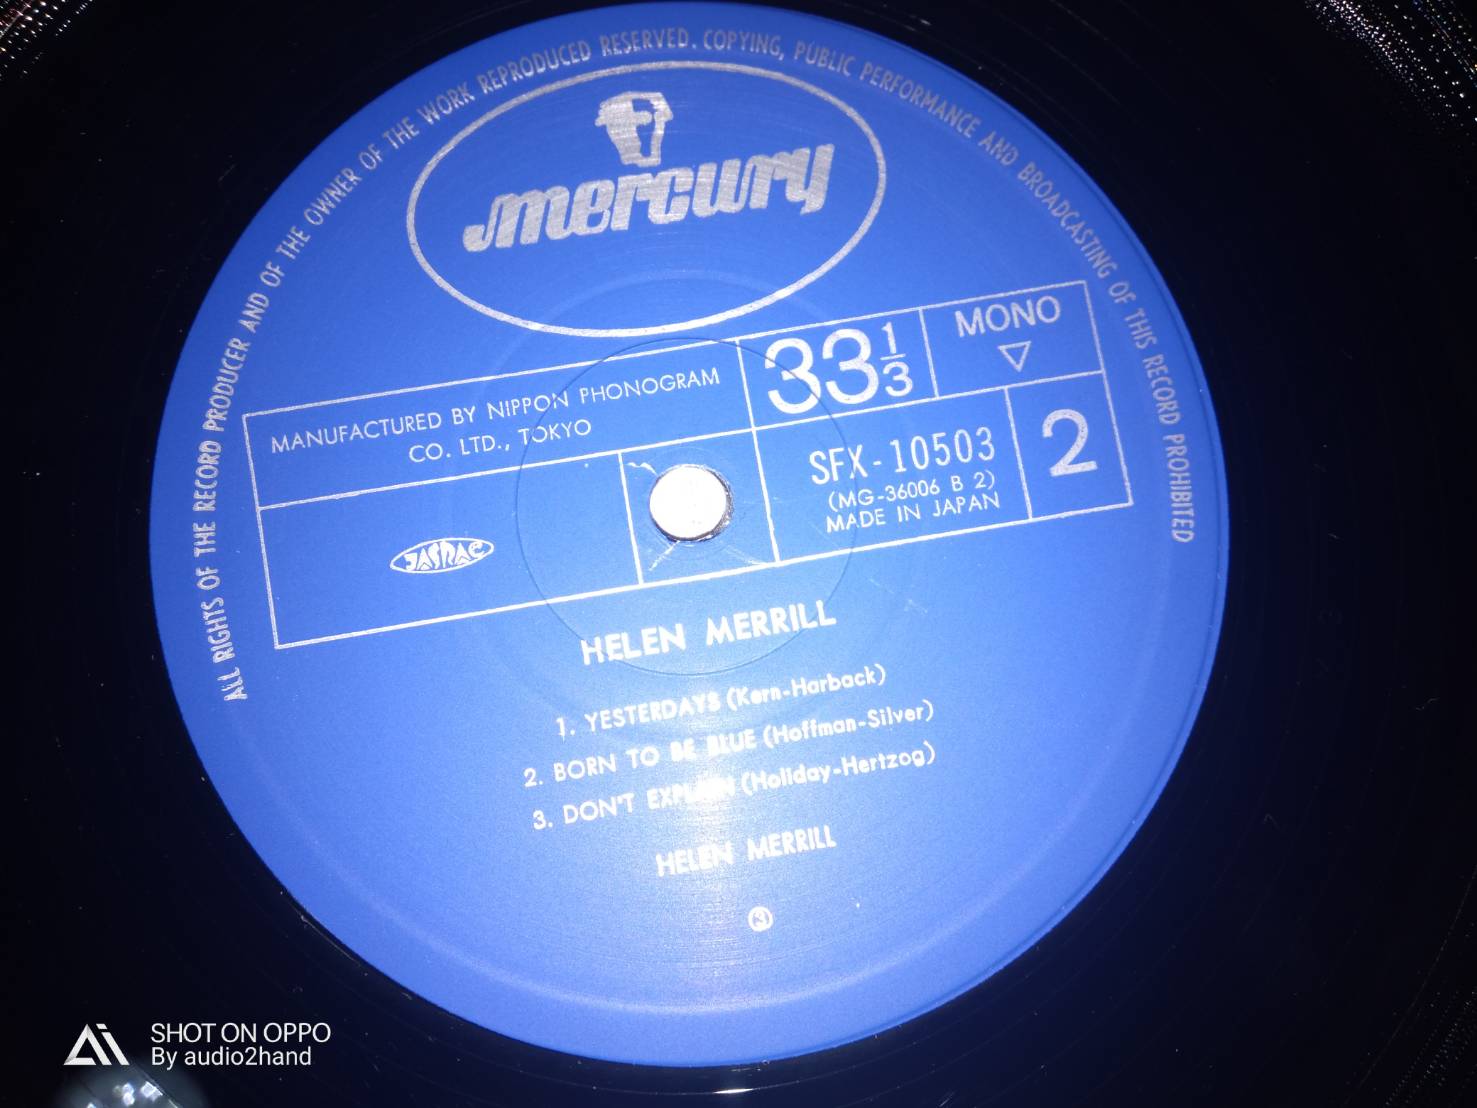 ALL RIGHTS OF THE RECORD PRODUCER AND OF THE OWNER OF THE WORK REPRODUCED RESERVED. COPYING, PUBLIC PERFORMANCE AND BROADCASTING OF THIS RECORD PROHIBITED
mercury
MANUFACTURED BY NIPPON PHONOGRAM
CO. LTD., TOKYO
33 1/3
MONO
▽
JASRAC
SFX-10503
(MG-36006 B 2)
MADE IN JAPAN
2
HELEN MERRILL
1. YESTERDAYS (Kern-Harback)
2. BORN TO BE BLUE (Hoffman-Silver)
3. DON'T EXPLAIN (Holiday-Hertzog)
HELEN MERRILL
③
SHOT ON OPPO
By audio2hand